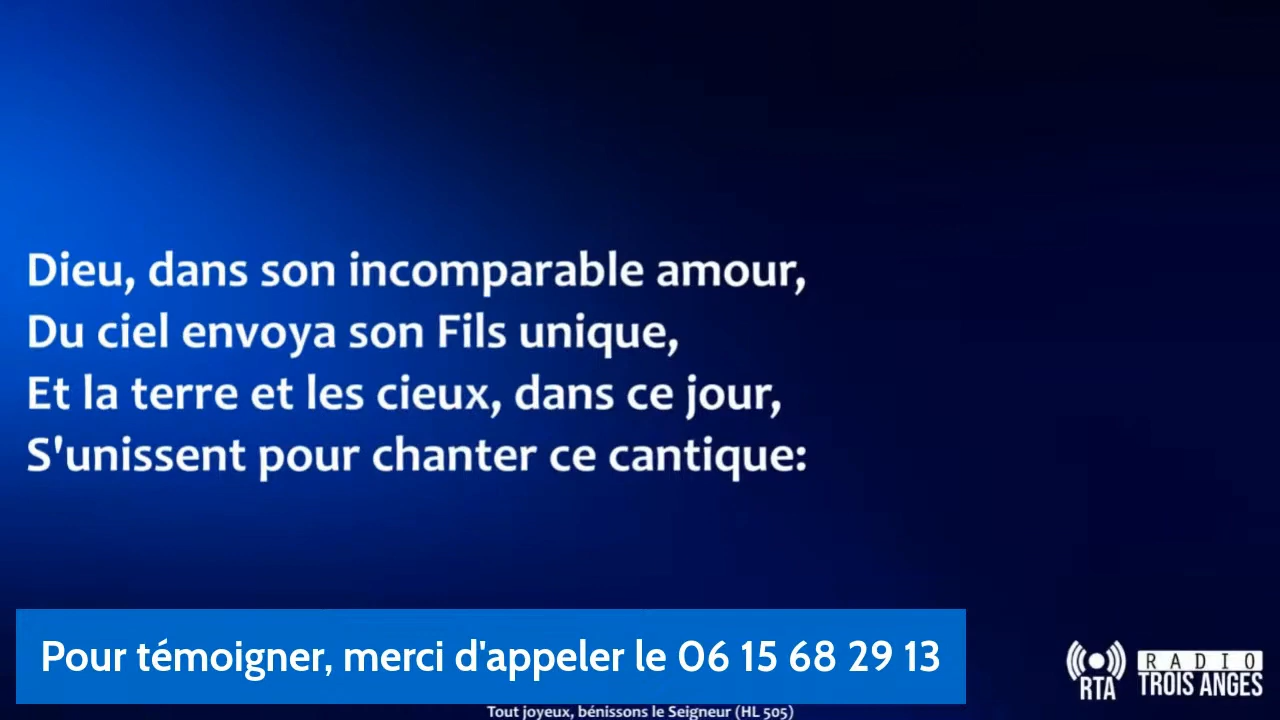 Dieu, dans son incomparable amour,
Du ciel envoya son Fils unique,
Et la terre et les cieux, dans ce jour,
S'unissent pour chanter ce cantique:
Pour témoigner, merci d'appeler le 06 15 68 29 13
RTA
RADIO
TROIS ANGES
Tout joyeux, bénissons le Seigneur (HL 505)